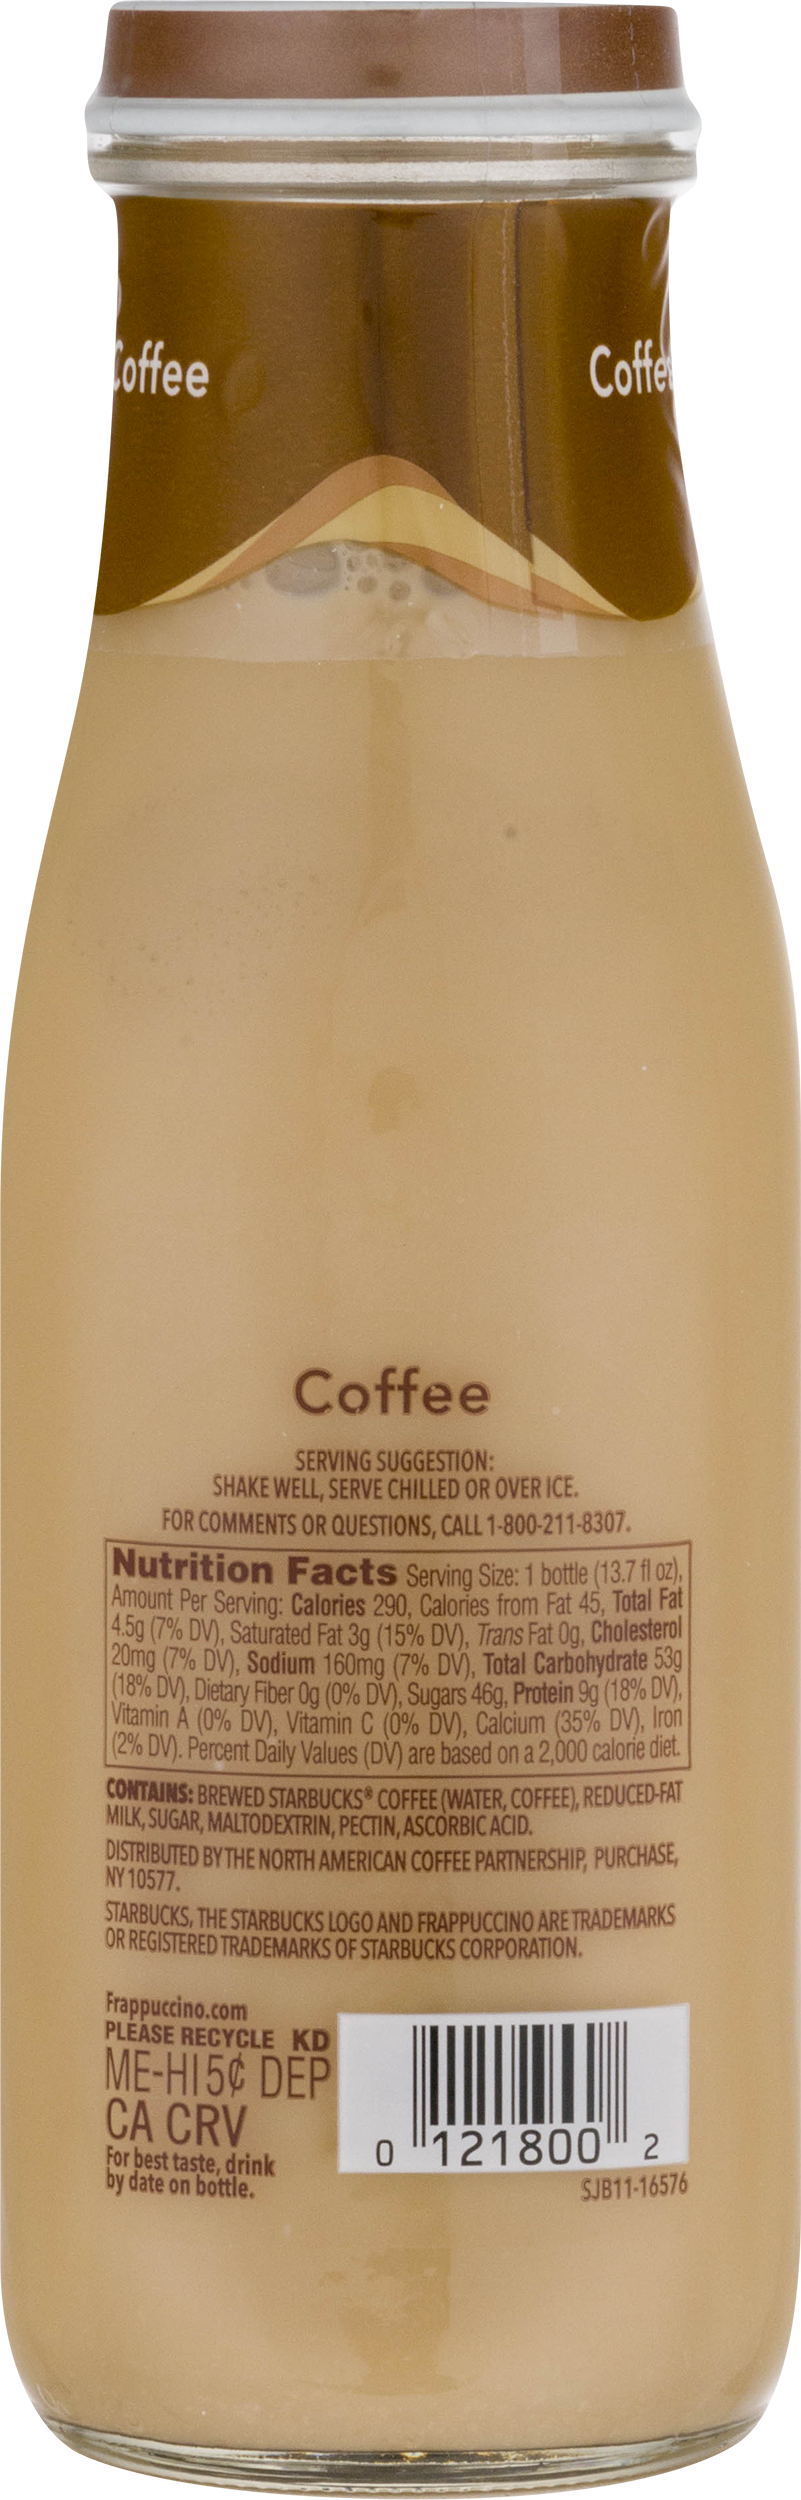 Coffee
Coffee
Coffee
SERVING SUGGESTION:
SHAKE WELL, SERVE CHILLED OR OVER ICE.
FOR COMMENTS OR QUESTIONS, CALL 1-800-211-8307.
Nutrition Facts Serving Size: 1 bottle (13.7 fl oz),
Amount Per Serving: Calories 290, Calories from Fat 45, Total Fat
4.5g (7% DV), Saturated Fat 3g (15% DV), Trans Fat 0g, Cholesterol
20mg (7% DV), Sodium 160mg (7% DV), Total Carbohydrate 53g
(18% DV), Dietary Fiber 0g (0% DV), Sugars 46g, Protein 9g (18% DV),
Vitamin A (0% DV), Vitamin C (0% DV), Calcium (35% DV), Iron
(2% DV). Percent Daily Values (DV) are based on a 2,000 calorie diet.
CONTAINS: BREWED STARBUCKS® COFFEE (WATER, COFFEE), REDUCED-FAT
MILK, SUGAR, MALTODEXTRIN, PECTIN, ASCORBIC ACID.
DISTRIBUTED BY THE NORTH AMERICAN COFFEE PARTNERSHIP, PURCHASE,
NY 10577.
STARBUCKS, THE STARBUCKS LOGO AND FRAPPUCCINO ARE TRADEMARKS
OR REGISTERED TRADEMARKS OF STARBUCKS CORPORATION.
Frappuccino.com
PLEASE RECYCLE KD
ME-HI 5¢ DEP
CA CRV
For best taste, drink
by date on bottle.
0 121800 2
SJB11-16576